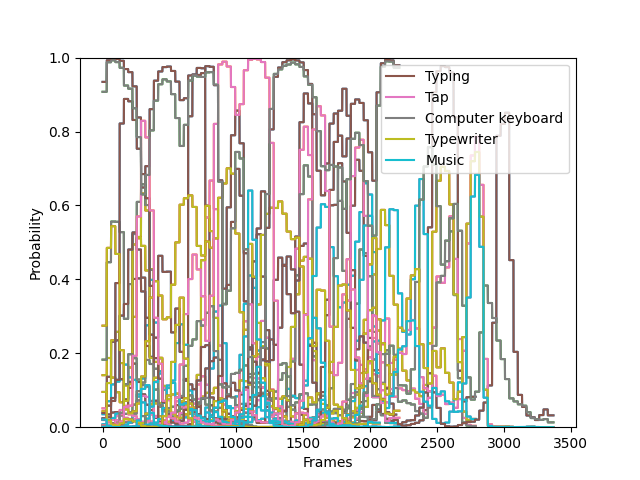 1.0
0.8
0.6
0.4
0.2
0.0
Probability
Typing
Tap
Computer keyboard
Typewriter
Music
0 500 1000 1500 2000 2500 3000 3500
Frames